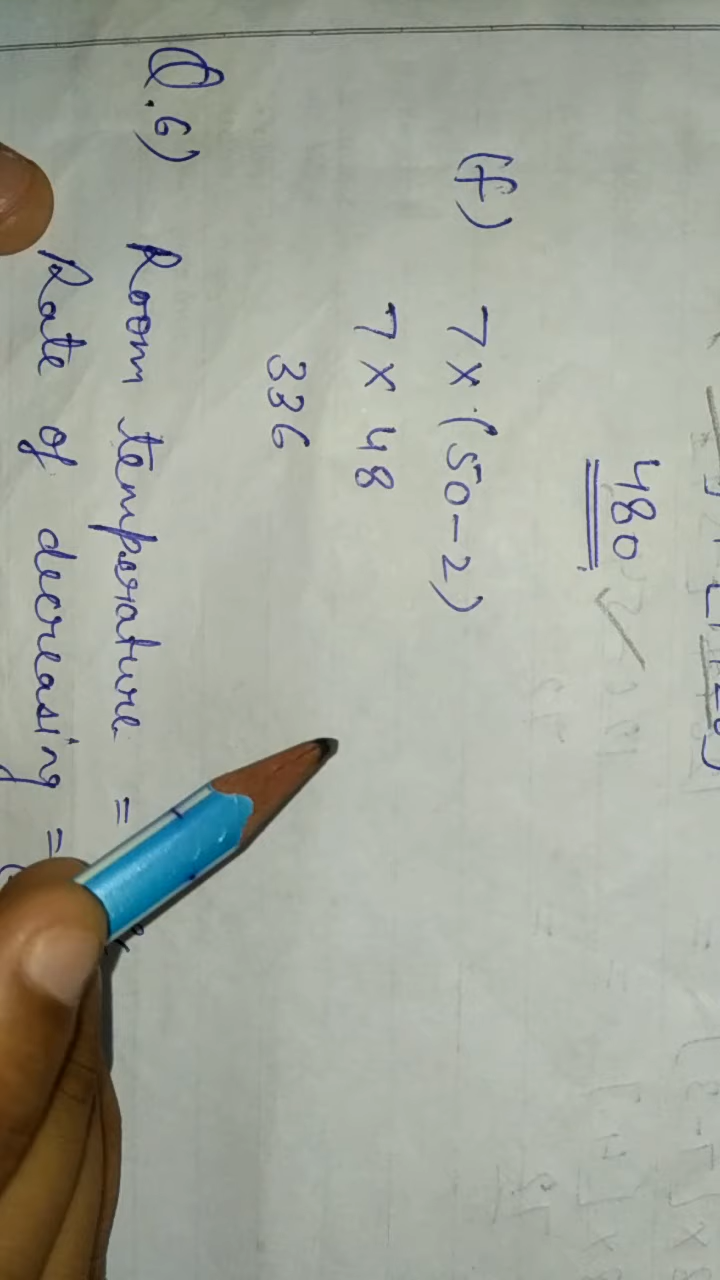 480
(f) 7 × (50-2)
7 × 48
336
Q.6) Room temperature =
Rate of decreasing =